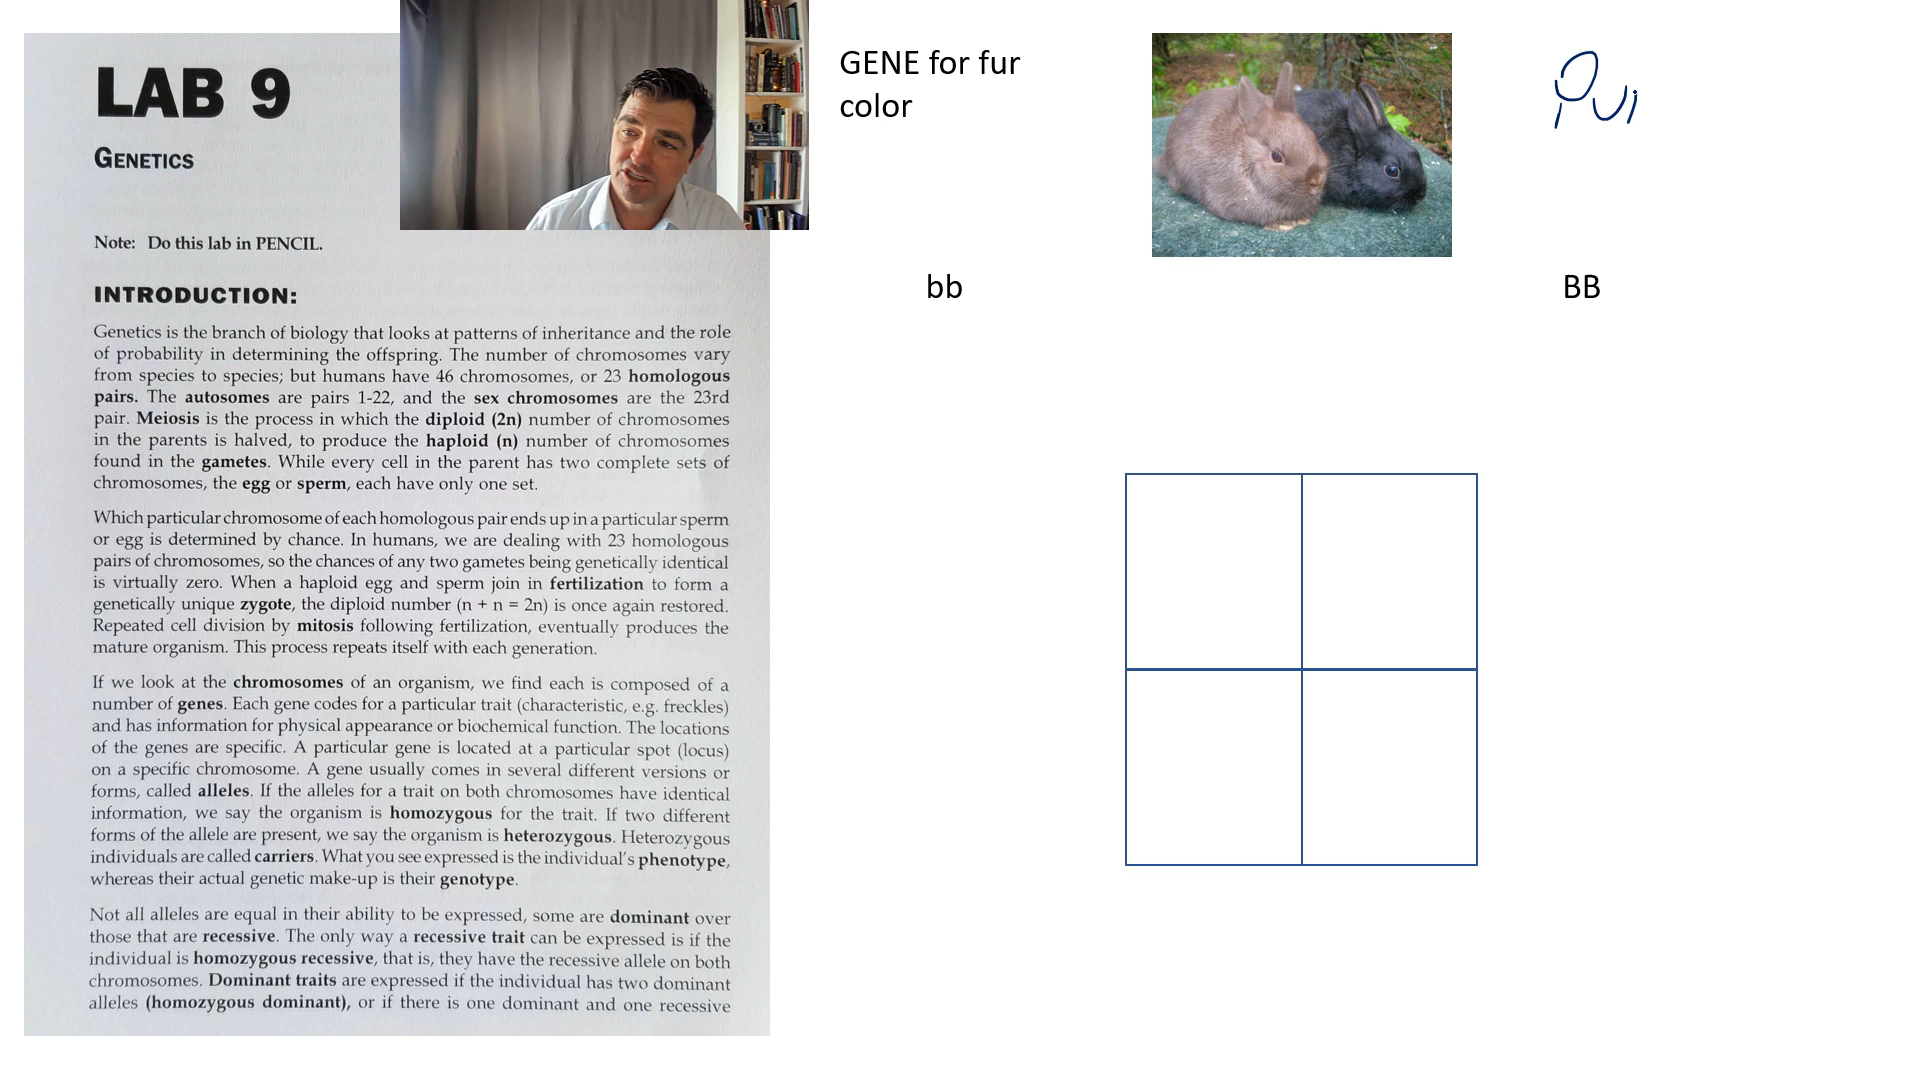 LAB 9
GENETICS
Note: Do this lab in PENCIL.
INTRODUCTION:
Genetics is the branch of biology that looks at patterns of inheritance and the role
of probability in determining the offspring. The number of chromosomes vary
from species to species; but humans have 46 chromosomes, or 23 homologous
pairs. The autosomes are pairs 1-22, and the sex chromosomes are the 23rd
pair. Meiosis is the process in which the diploid (2n) number of chromosomes
in the parents is halved, to produce the haploid (n) number of chromosomes
found in the gametes. While every cell in the parent has two complete sets of
chromosomes, the egg or sperm, each have only one set.
Which particular chromosome of each homologous pair ends up in a particular sperm
or egg is determined by chance. In humans, we are dealing with 23 homologous
pairs of chromosomes, so the chances of any two gametes being genetically identical
is virtually zero. When a haploid egg and sperm join in fertilization to form a
genetically unique zygote, the diploid number (n + n = 2n) is once again restored.
Repeated cell division by mitosis following fertilization, eventually produces the
mature organism. This process repeats itself with each generation.
If we look at the chromosomes of an organism, we find each is composed of a
number of genes. Each gene codes for a particular trait (characteristic, e.g. freckles)
and has information for physical appearance or biochemical function. The locations
of the genes are specific. A particular gene is located at a particular spot (locus)
on a specific chromosome. A gene usually comes in several different versions or
forms, called alleles. If the alleles for a trait on both chromosomes have identical
information, we say the organism is homozygous for the trait. If two different
forms of the allele are present, we say the organism is heterozygous. Heterozygous
individuals are called carriers. What you see expressed is the individual's phenotype,
whereas their actual genetic make-up is their genotype.
Not all alleles are equal in their ability to be expressed, some are dominant over
those that are recessive. The only way a recessive trait can be expressed is if the
individual is homozygous recessive, that is, they have the recessive allele on both
chromosomes. Dominant traits are expressed if the individual has two dominant
alleles (homozygous dominant), or if there is one dominant and one recessive
GENE for fur
color
bb
BB